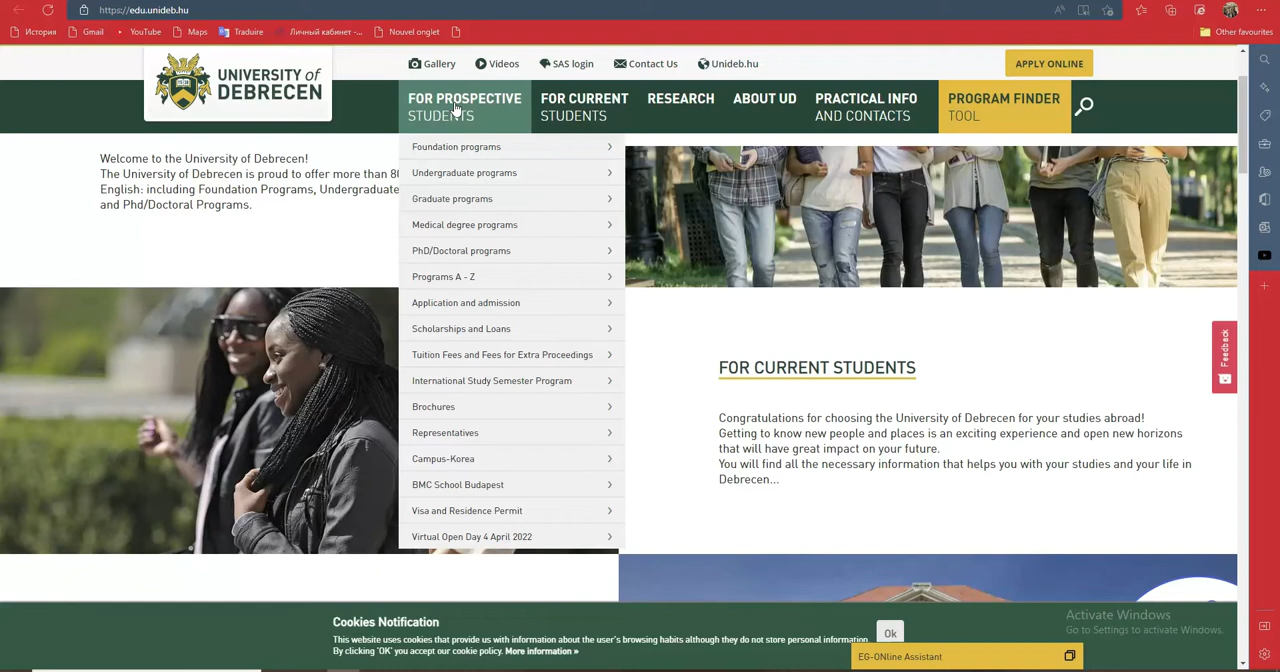 https://edu.unideb.hu
История
Gmail
YouTube
Maps
Traduire
Личный кабинет -...
Nouvel onglet
Other favourites
Gallery
Videos
SAS login
Contact Us
Unideb.hu
APPLY ONLINE
UNIVERSITY of
DEBRECEN
FOR PROSPECTIVE
STUDENTS
FOR CURRENT
STUDENTS
RESEARCH
ABOUT UD
PRACTICAL INFO
AND CONTACTS
PROGRAM FINDER
TOOL
Welcome to the University of Debrecen!
The University of Debrecen is proud to offer more than 80
English: including Foundation Programs, Undergraduate
and Phd/Doctoral Programs.
Foundation programs
Undergraduate programs
Graduate programs
Medical degree programs
PhD/Doctoral programs
Programs A - Z
Application and admission
Scholarships and Loans
Tuition Fees and Fees for Extra Proceedings
International Study Semester Program
Brochures
Representatives
Campus-Korea
BMC School Budapest
Visa and Residence Permit
Virtual Open Day 4 April 2022
FOR CURRENT STUDENTS
Congratulations for choosing the University of Debrecen for your studies abroad!
Getting to know new people and places is an exciting experience and open new horizons
that will have great impact on your future.
You will find all the necessary information that helps you with your studies and your life in
Debrecen...
Feedback
Cookies Notification
This website uses cookies that provide us with information about the user's browsing habits although they do not store personal information.
By clicking 'OK' you accept our cookie policy. More information »
Ok
Activate Windows
Go to Settings to activate Windows.
EG-ONline Assistant